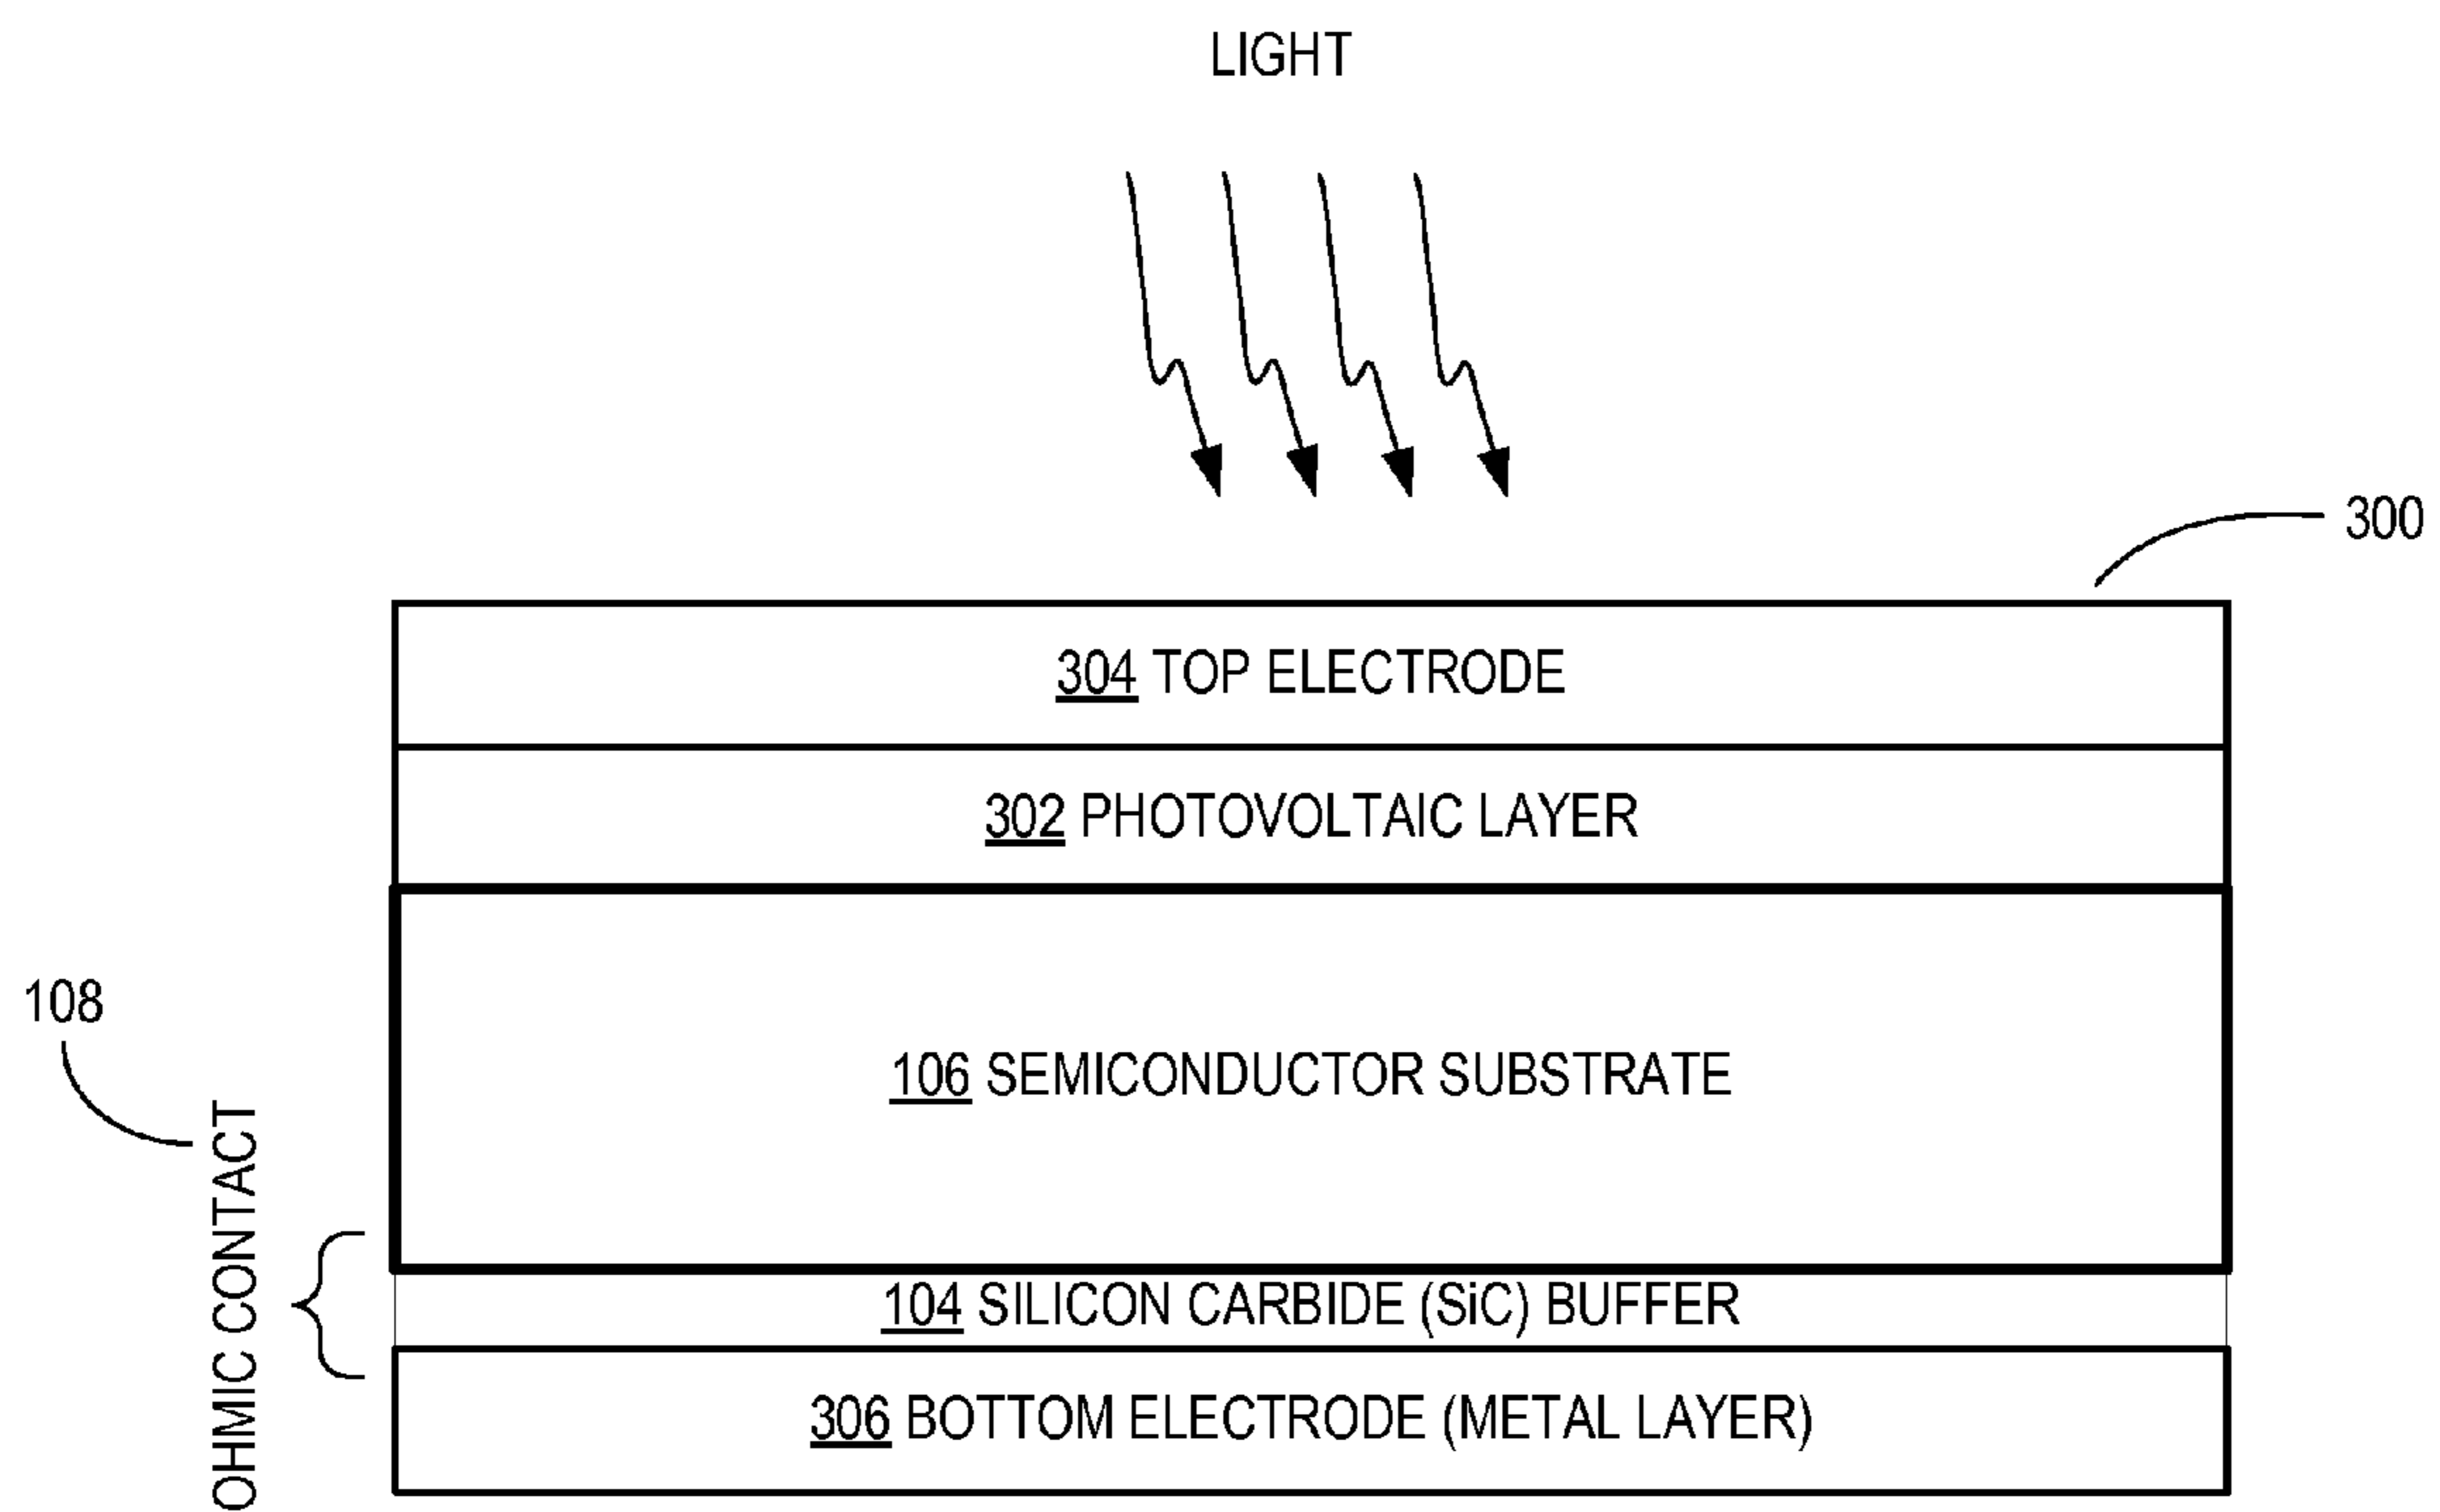 LIGHT
300
304 TOP ELECTRODE
302 PHOTOVOLTAIC LAYER
108
106 SEMICONDUCTOR SUBSTRATE
OHMIC CONTACT
104 SILICON CARBIDE (SiC) BUFFER
306 BOTTOM ELECTRODE (METAL LAYER)